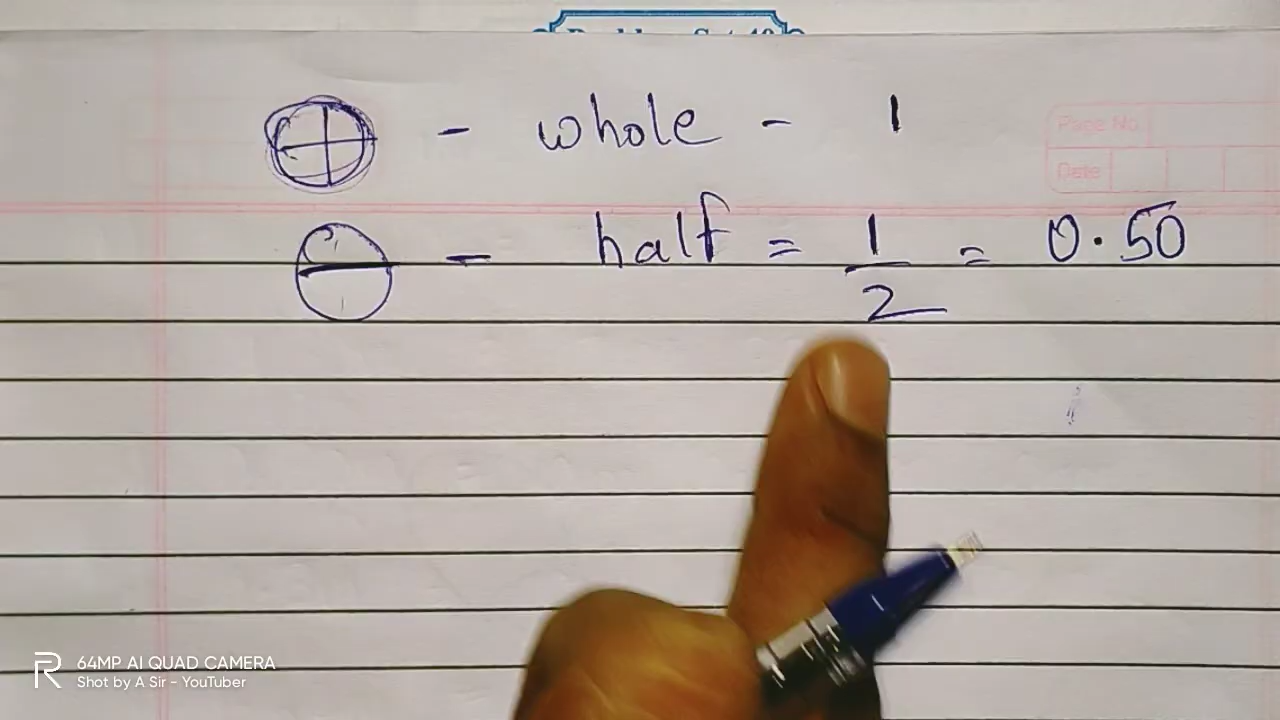 - whole - 1
Page No
Date
- half = 1/2 = 0.50
64MP AI QUAD CAMERA
Shot by A Sir - YouTuber